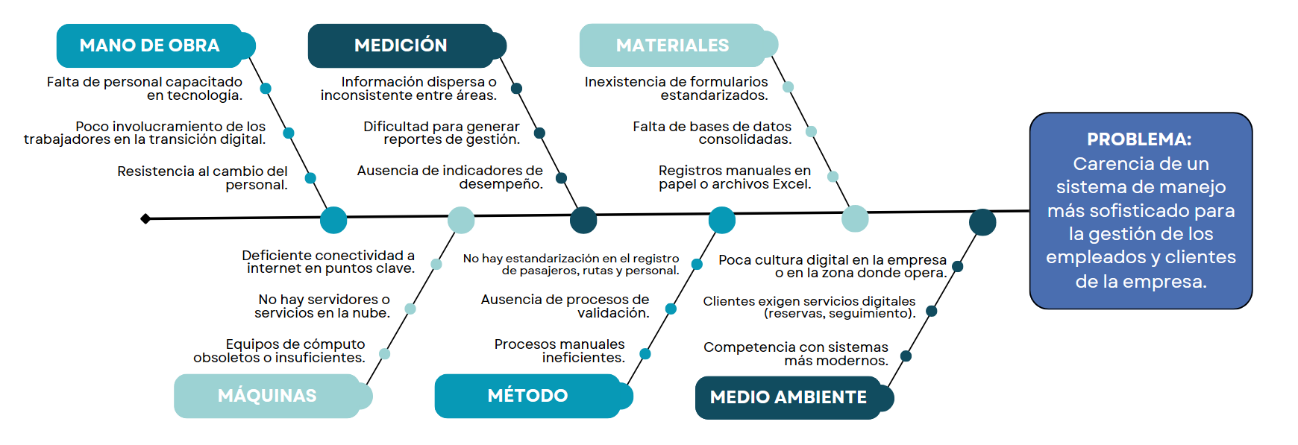 MANO DE OBRA
Falta de personal capacitado
en tecnología.
Poco involucramiento de los
trabajadores en la transición digital.
Resistencia al cambio del
personal.
MEDICIÓN
Información dispersa o
inconsistente entre áreas.
Dificultad para generar
reportes de gestión.
Ausencia de indicadores de
desempeño.
MATERIALES
Inexistencia de formularios
estandarizados.
Falta de bases de datos
consolidadas.
Registros manuales en
papel o archivos Excel.
PROBLEMA:
Carencia de un
sistema de manejo
más sofisticado para
la gestión de los
empleados y clientes
de la empresa.
Deficiente conectividad a
internet en puntos clave.
No hay servidores o
servicios en la nube.
Equipos de cómputo
obsoletos o insuficientes.
MÁQUINAS
No hay estandarización en el registro
de pasajeros, rutas y personal.
Ausencia de procesos de
validación.
Procesos manuales
ineficientes.
MÉTODO
Poca cultura digital en la empresa
o en la zona donde opera.
Clientes exigen servicios digitales
(reservas, seguimiento).
Competencia con sistemas
más modernos.
MEDIO AMBIENTE